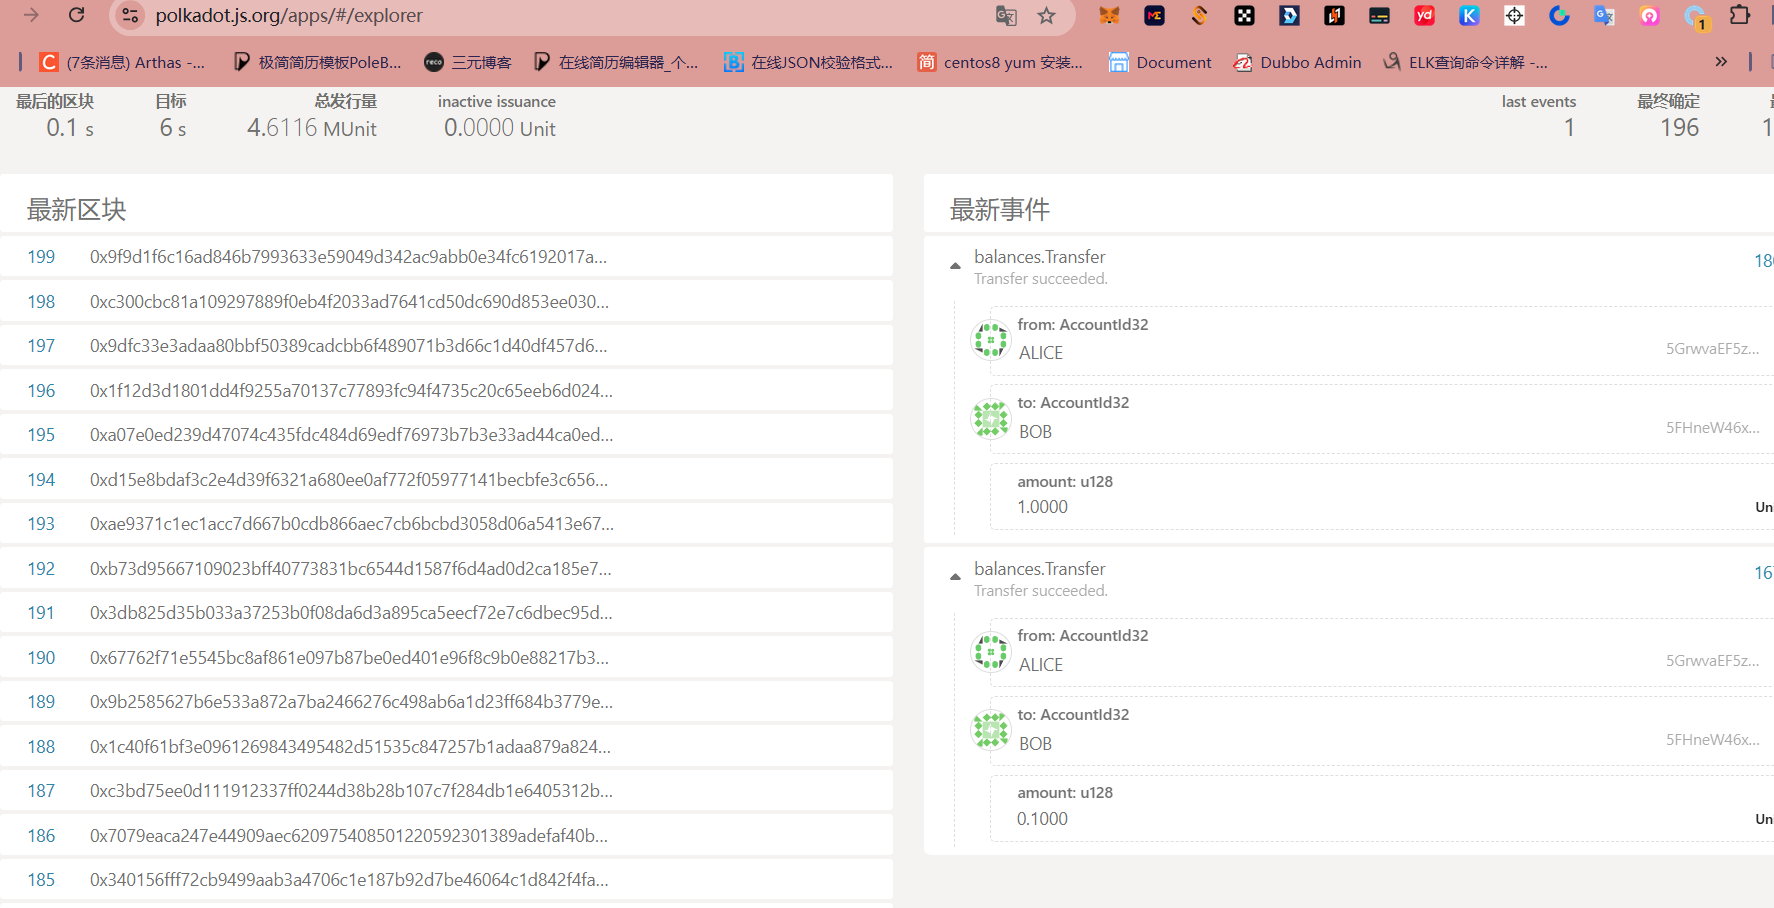 polkadot.js.org/apps/#/explorer
(7条消息) Arthas -...
极简简历模板PoleB...
三元博客
在线简历编辑器_个...
在线JSON校验格式...
centos8 yum 安装...
Document
Dubbo Admin
ELK查询命令详解 -...
最后的区块
0.1 s
目标
6 s
总发行量
4.6116 MUnit
inactive issuance
0.0000 Unit
last events
1
最终确定
196
最新区块
199 0x9f9d1f6c16ad846b7993633e59049d342ac9abb0e34fc6192017a...
198 0xc300cbc81a109297889f0eb4f2033ad7641cd50dc690d853ee030...
197 0x9dfc33e3adaa80bbf50389cadcbb6f489071b3d66c1d40df457d6...
196 0x1f12d3d1801dd4f9255a70137c77893fc94f4735c20c65eeb6d024...
195 0xa07e0ed239d47074c435fdc484d69edf76973b7b3e33ad44ca0ed...
194 0xd15e8bdaf3c2e4d39f6321a680ee0af772f05977141becbfe3c656...
193 0xae9371c1ec1acc7d667b0cdb866aec7cb6bcbd3058d06a5413e67...
192 0xb73d95667109023bff40773831bc6544d1587f6d4ad0d2ca185e7...
191 0x3db825d35b033a37253b0f08da6d3a895ca5eecf72e7c6dbec95d...
190 0x67762f71e5545bc8af861e097b87be0ed401e96f8c9b0e88217b3...
189 0x9b2585627b6e533a872a7ba2466276c498ab6a1d23ff684b3779e...
188 0x1c40f61bf3e0961269843495482d51535c847257b1adaa879a824...
187 0xc3bd75ee0d111912337ff0244d38b28b107c7f284db1e6405312b...
186 0x7079eaca247e44909aec620975408501220592301389adefaf40b...
185 0x340156fff72cb9499aab3a4706c1e187b92d7be46064c1d842f4fa...
最新事件
balances.Transfer
Transfer succeeded.
from: AccountId32
ALICE 5GrwvaEF5z...
to: AccountId32
BOB 5FHneW46x...
amount: u128
1.0000
balances.Transfer
Transfer succeeded.
from: AccountId32
ALICE 5GrwvaEF5z...
to: AccountId32
BOB 5FHneW46x...
amount: u128
0.1000